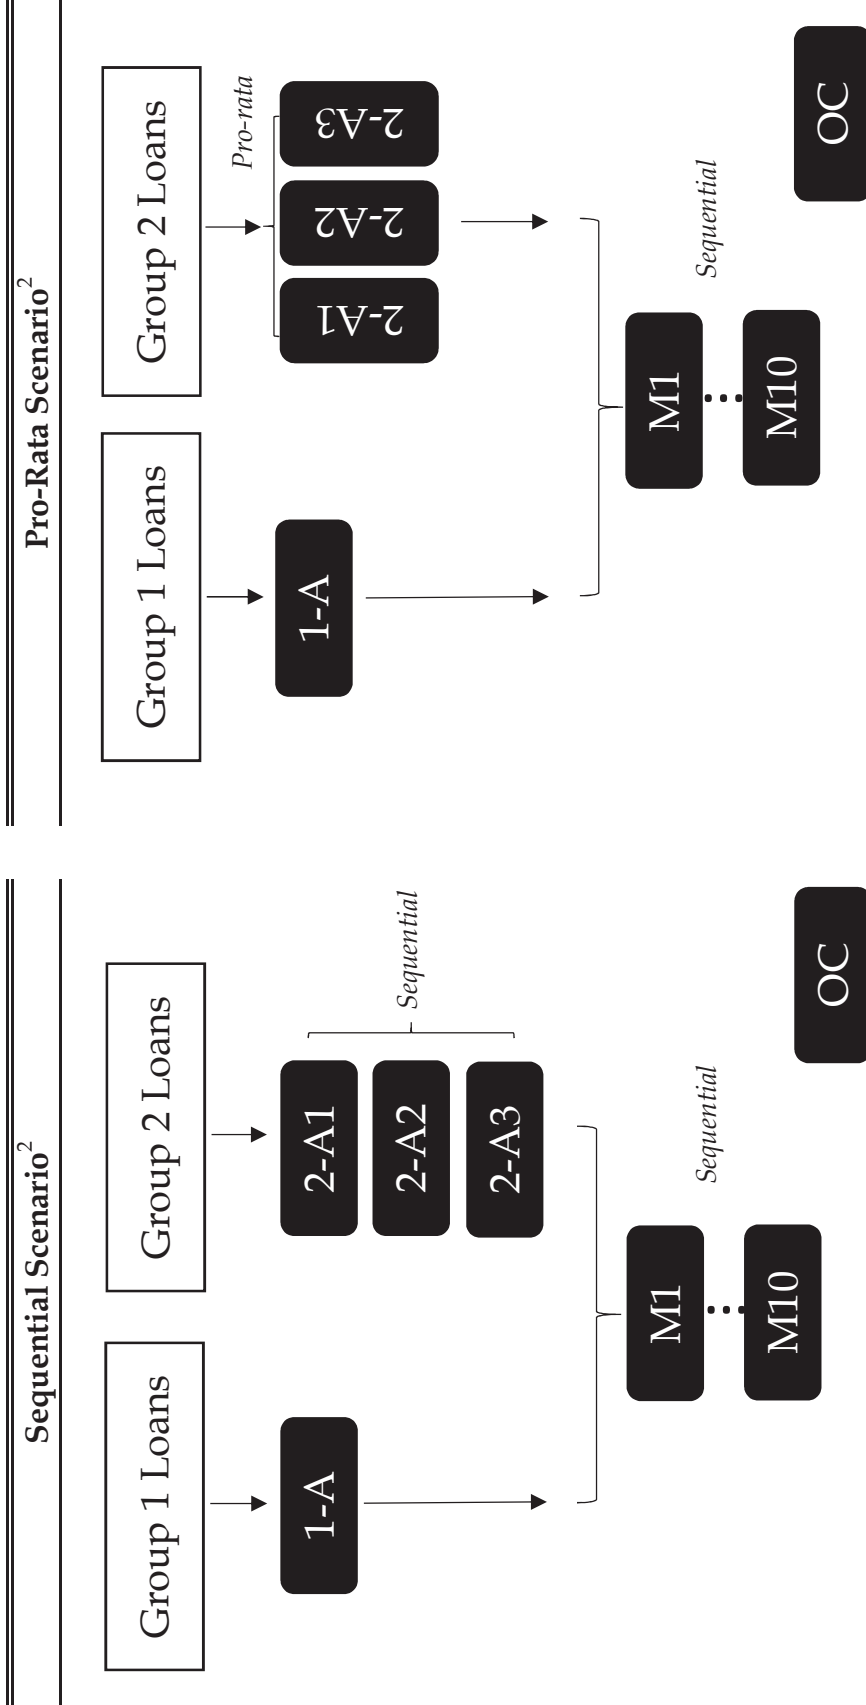 Sequential Scenario2
Group 1 Loans
Group 2 Loans
1-A
2-A1
2-A2
2-A3
Sequential
M1
M10
Sequential
OC
Pro-Rata Scenario2
Group 1 Loans
Group 2 Loans
Pro-rata
1-A
2-A1
2-A2
2-A3
M1
M10
Sequential
OC